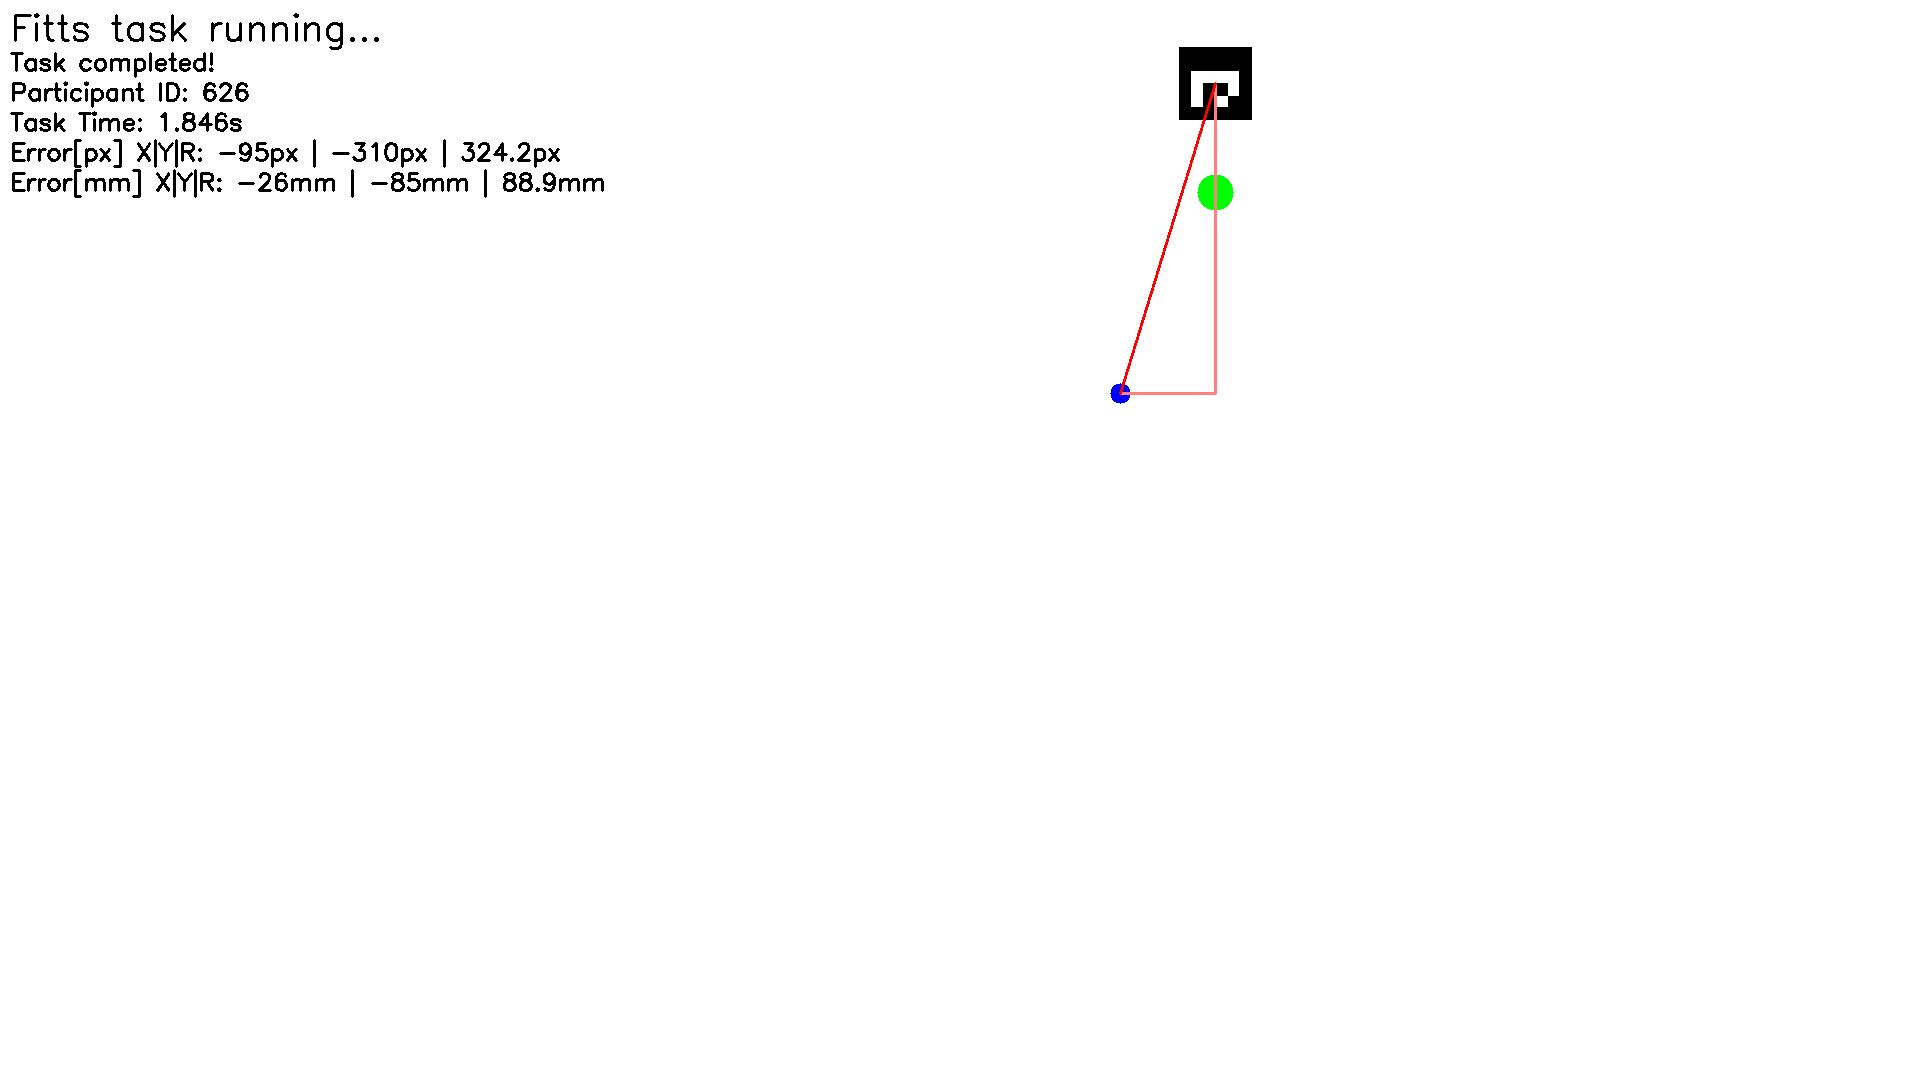 Fitts task running...
Task completed!
Participant ID: 626
Task Time: 1.846s
Error[px] X|Y|R: -95px | -310px | 324.2px
Error[mm] X|Y|R: -26mm | -85mm | 88.9mm